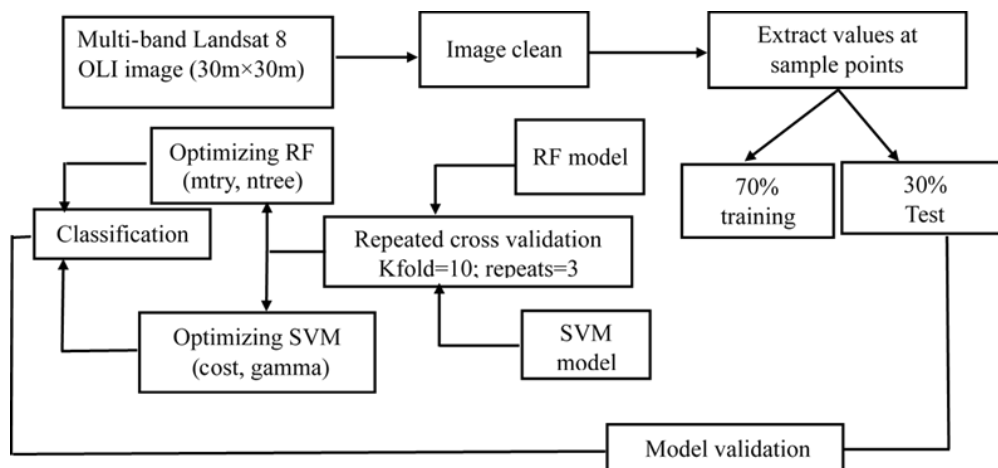 Multi-band Landsat 8
OLI image (30m×30m)
Image clean
Extract values at
sample points
Optimizing RF
(mtry, ntree)
RF model
70%
training
30%
Test
Classification
Repeated cross validation
Kfold=10; repeats=3
Optimizing SVM
(cost, gamma)
SVM
model
Model validation